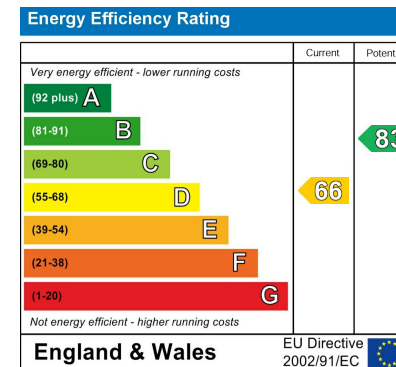 Energy Efficiency Rating
Current Potent
Very energy efficient - lower running costs
(92 plus) A
(81-91) B
83
(69-80) C
(55-68) D
66
(39-54) E
(21-38) F
(1-20) G
Not energy efficient - higher running costs
England & Wales
EU Directive
2002/91/EC